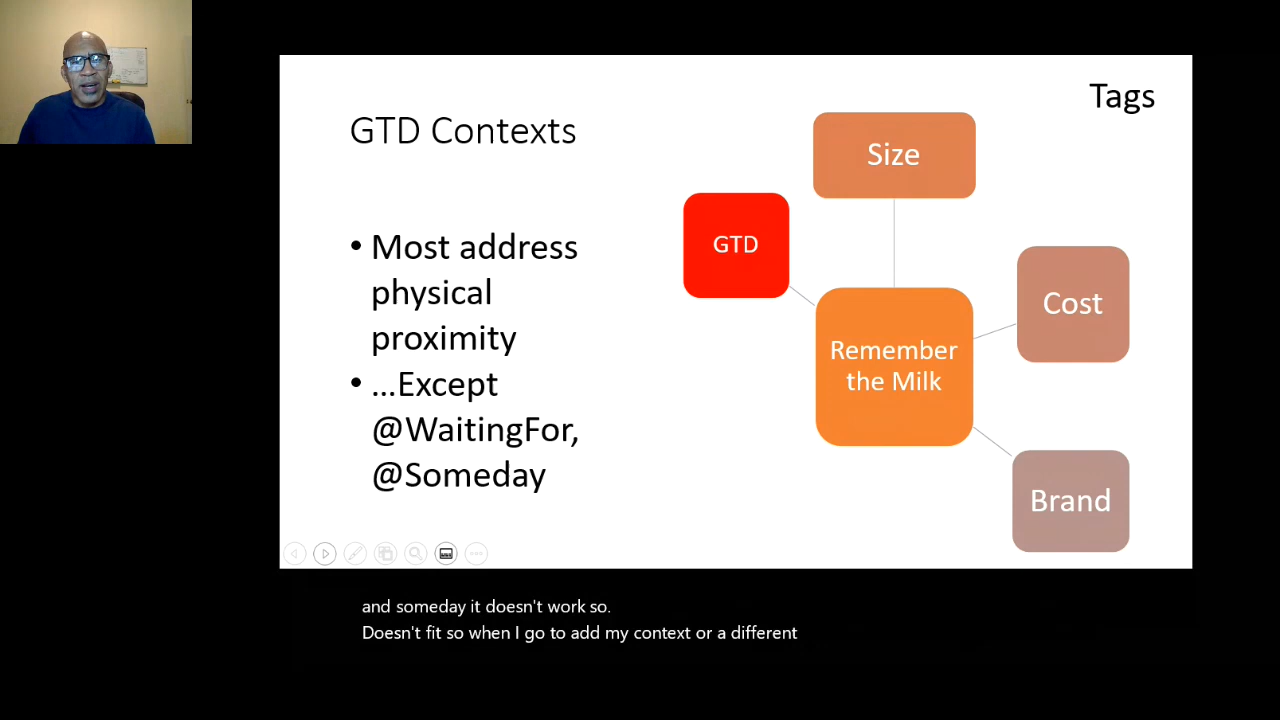 Tags
GTD Contexts
• Most address
physical
proximity
• ...Except
@WaitingFor,
@Someday
Size
GTD
Cost
Remember
the Milk
Brand
and someday it doesn't work so.
Doesn't fit so when I go to add my context or a different